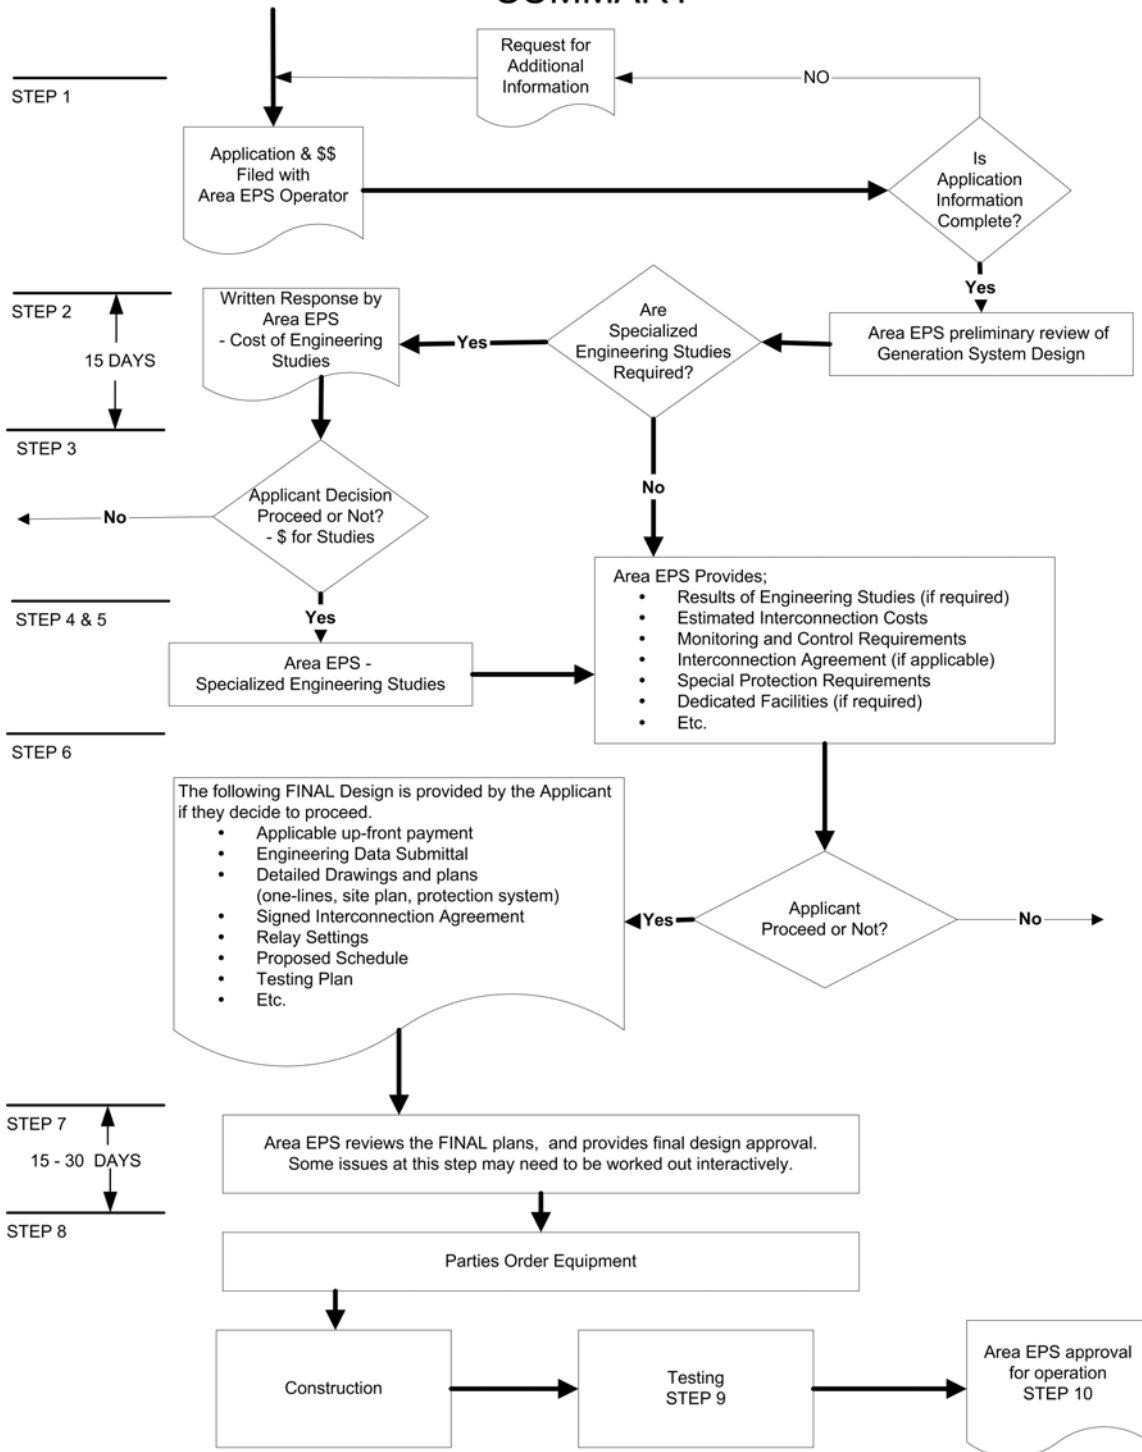 SUMMARY
STEP 1
Request for
Additional
Information
NO
Application & $$
Filed with
Area EPS Operator
Is
Application
Information
Complete?
Yes
STEP 2
15 DAYS
Written Response by
Area EPS
- Cost of Engineering
Studies
Yes
Are
Specialized
Engineering Studies
Required?
Area EPS preliminary review of
Generation System Design
STEP 3
No
Applicant Decision
Proceed or Not?
- $ for Studies
No
Yes
STEP 4 & 5
Area EPS -
Specialized Engineering Studies
Area EPS Provides;
• Results of Engineering Studies (if required)
• Estimated Interconnection Costs
• Monitoring and Control Requirements
• Interconnection Agreement (if applicable)
• Special Protection Requirements
• Dedicated Facilities (if required)
• Etc.
STEP 6
The following FINAL Design is provided by the Applicant
if they decide to proceed.
• Applicable up-front payment
• Engineering Data Submittal
• Detailed Drawings and plans
(one-lines, site plan, protection system)
• Signed Interconnection Agreement
• Relay Settings
• Proposed Schedule
• Testing Plan
• Etc.
Yes
Applicant
Proceed or Not?
No
STEP 7
15 - 30 DAYS
Area EPS reviews the FINAL plans, and provides final design approval.
Some issues at this step may need to be worked out interactively.
STEP 8
Parties Order Equipment
Construction
Testing
STEP 9
Area EPS approval
for operation
STEP 10